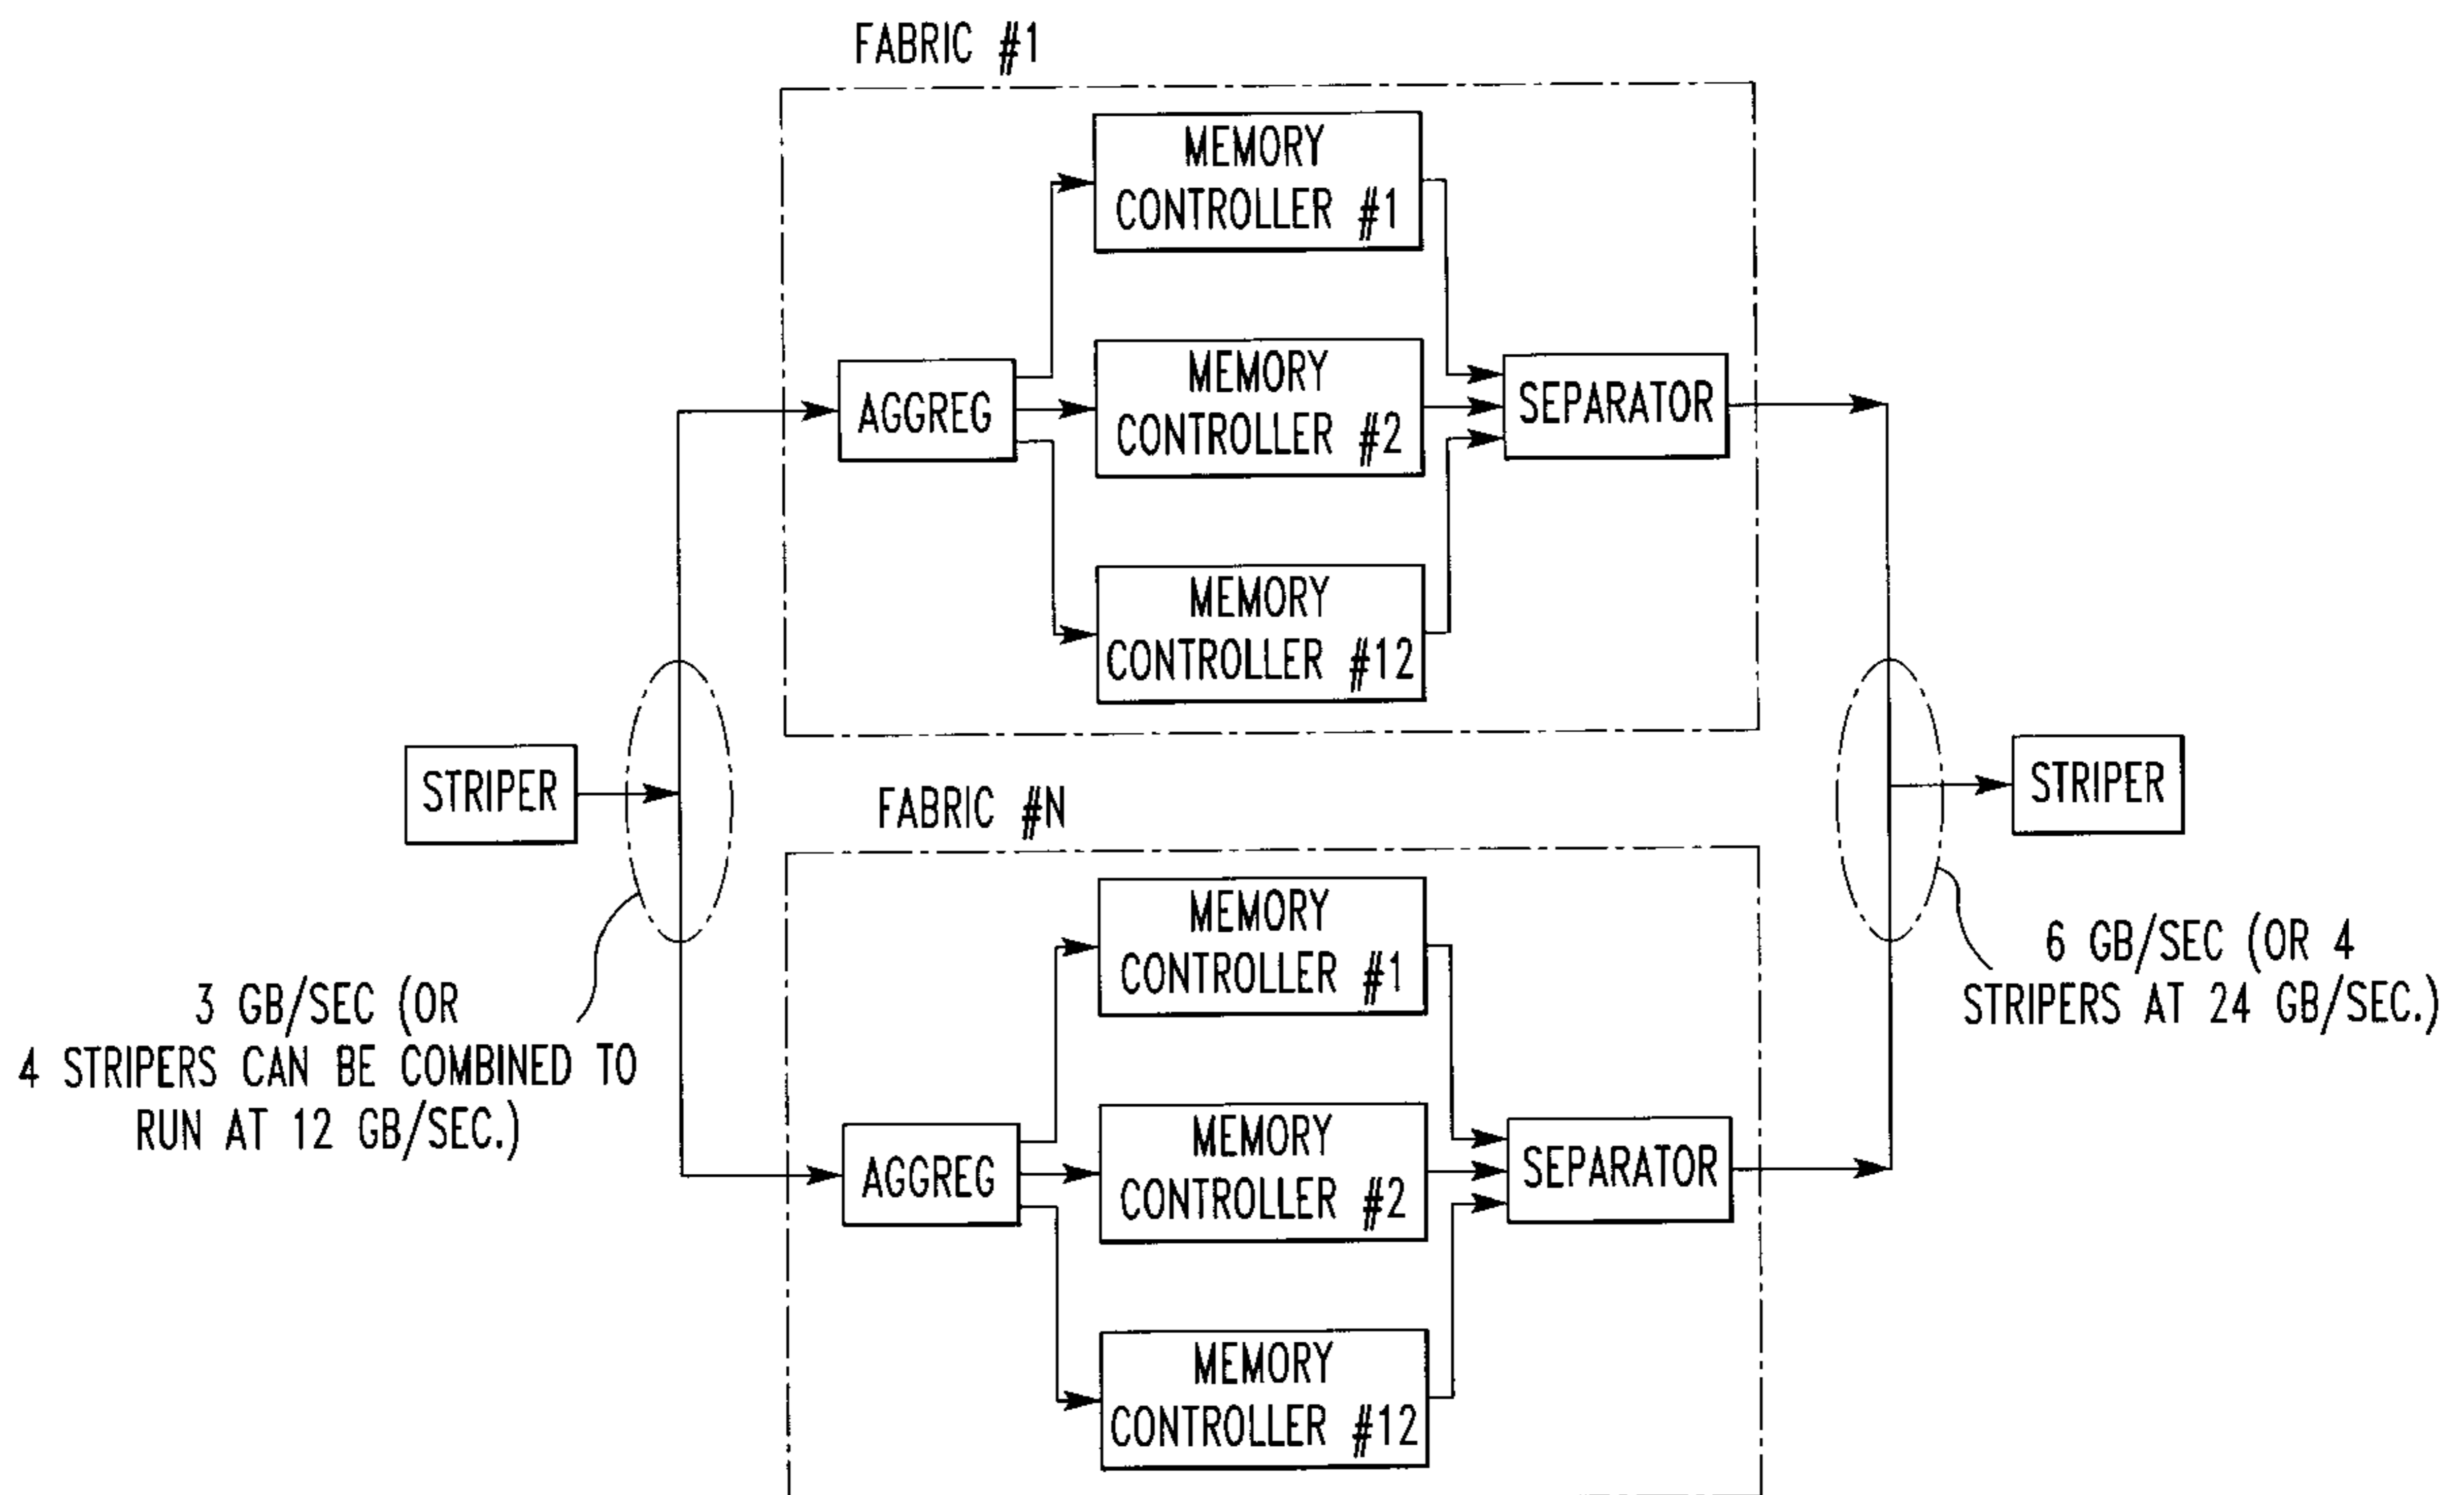 FABRIC #1
MEMORY
CONTROLLER #1
MEMORY
CONTROLLER #2
MEMORY
CONTROLLER #12
AGGREG
SEPARATOR
STRIPER
STRIPER
3 GB/SEC (OR
4 STRIPERS CAN BE COMBINED TO
RUN AT 12 GB/SEC.)
6 GB/SEC (OR 4
STRIPERS AT 24 GB/SEC.)
FABRIC #N
MEMORY
CONTROLLER #1
MEMORY
CONTROLLER #2
MEMORY
CONTROLLER #12
AGGREG
SEPARATOR